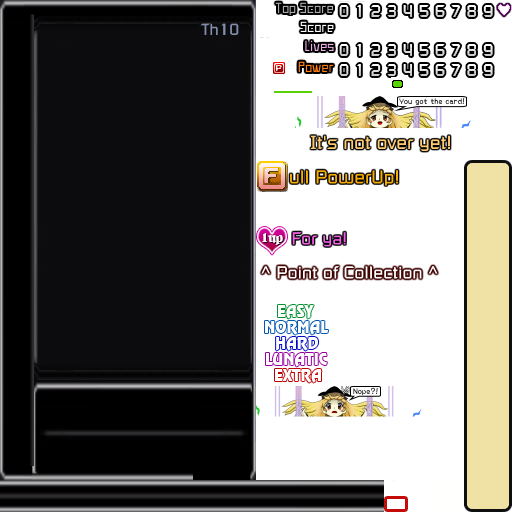 Th10
Top Score 0 1 2 3 4 5 6 7 8 9
Score
Lives 0 1 2 3 4 5 6 7 8 9
P Power 0 1 2 3 4 5 6 7 8 9
You got the card!
It's not over yet!
Full PowerUp!
1up For ya!
^ Point of Collection ^
EASY
NORMAL
HARD
LUNATIC
EXTRA
Nope?!